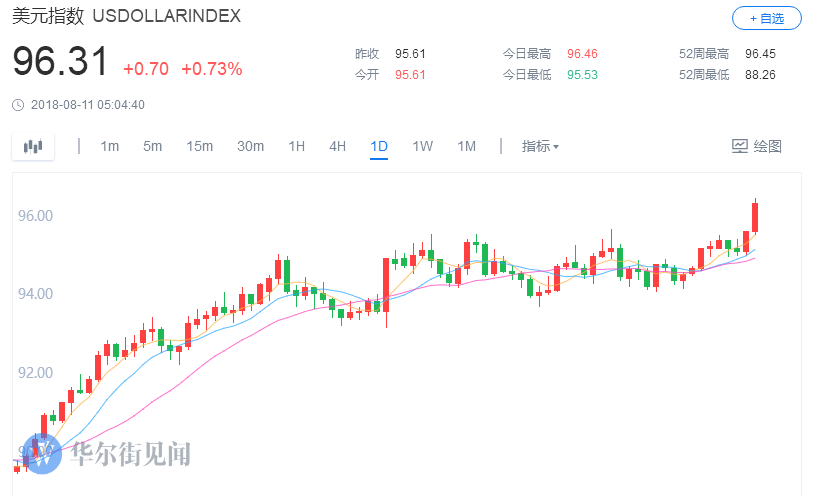 美元指数 USDOLLARINDEX
+ 自选
96.31 +0.70 +0.73%
昨收 95.61 今日最高 96.46 52周最高 96.45
今开 95.61 今日最低 95.53 52周最低 88.26
2018-08-11 05:04:40
1m 5m 15m 30m 1H 4H 1D 1W 1M 指标 绘图
96.00
94.00
92.00
华尔街见闻